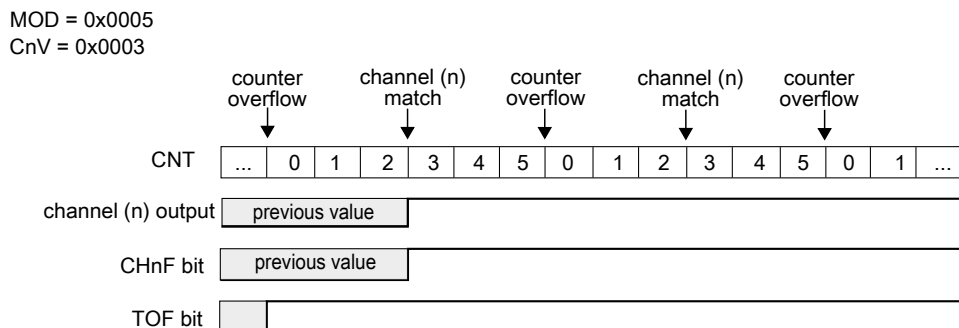 MOD = 0x0005
CnV = 0x0003
counter overflow
channel (n) match
counter overflow
channel (n) match
counter overflow
CNT ... 0 1 2 3 4 5 0 1 2 3 4 5 0 1 ...
channel (n) output previous value
CHnF bit previous value
TOF bit